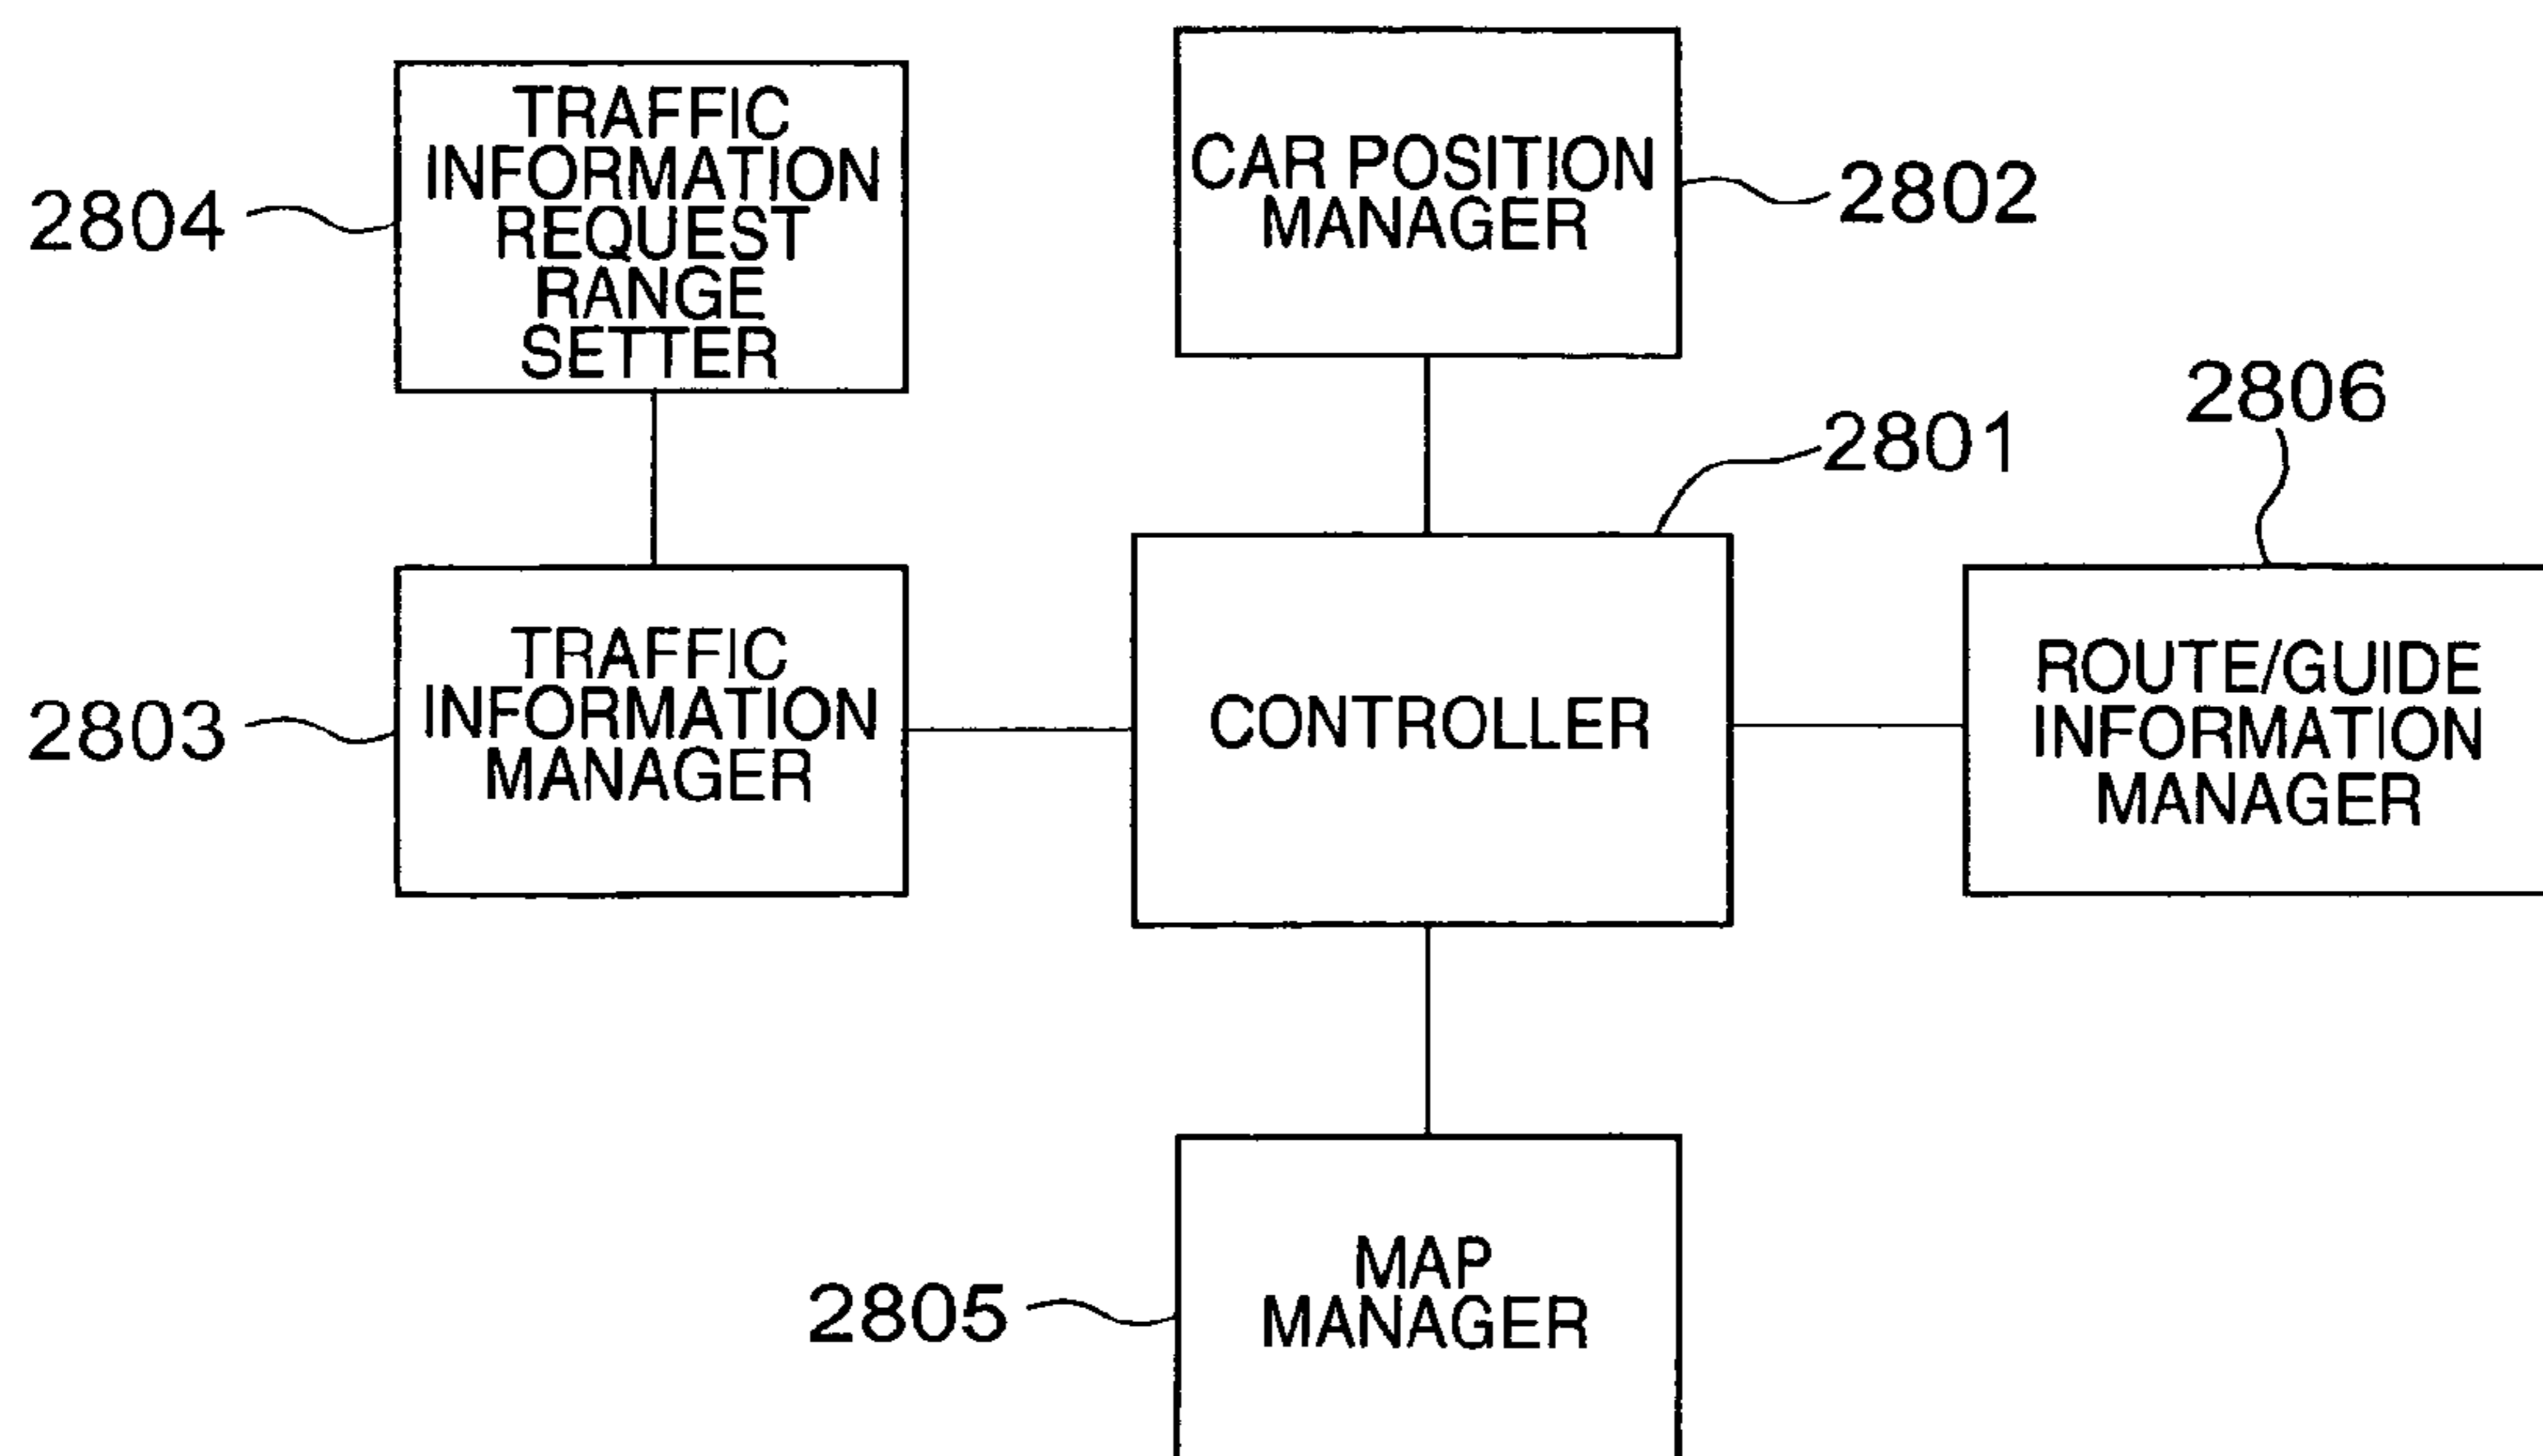 TRAFFIC
INFORMATION
REQUEST
RANGE
SETTER
2804
CAR POSITION
MANAGER
2802
2801
2806
TRAFFIC
INFORMATION
MANAGER
2803
CONTROLLER
ROUTE/GUIDE
INFORMATION
MANAGER
MAP
MANAGER
2805